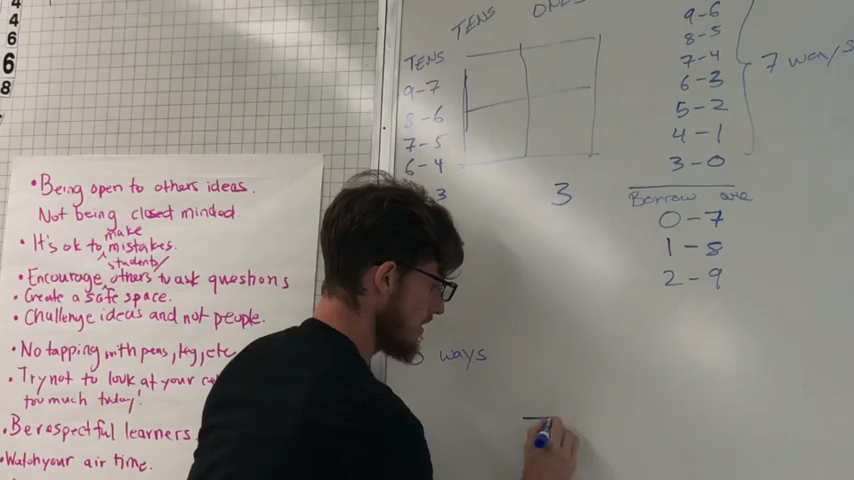 4
4
6
6
8
• Being open to others ideas.
Not being closed minded.
• It's ok to make mistakes.
• Encourage students/others to ask questions
• Create a safe space.
• Challenge ideas and not people.
• No tapping with pens, leg, etc
• Try not to look at your
too much today!
• Be respectful learners
• Watch your air time.
TENS
TENS
9-7
8-6
7-5
6-4
3
ways
ONES
3
9-6
8-5
7-4
6-3
5-2
4-1
3-0
7 ways
Borrow are
0-7
1-8
2-9